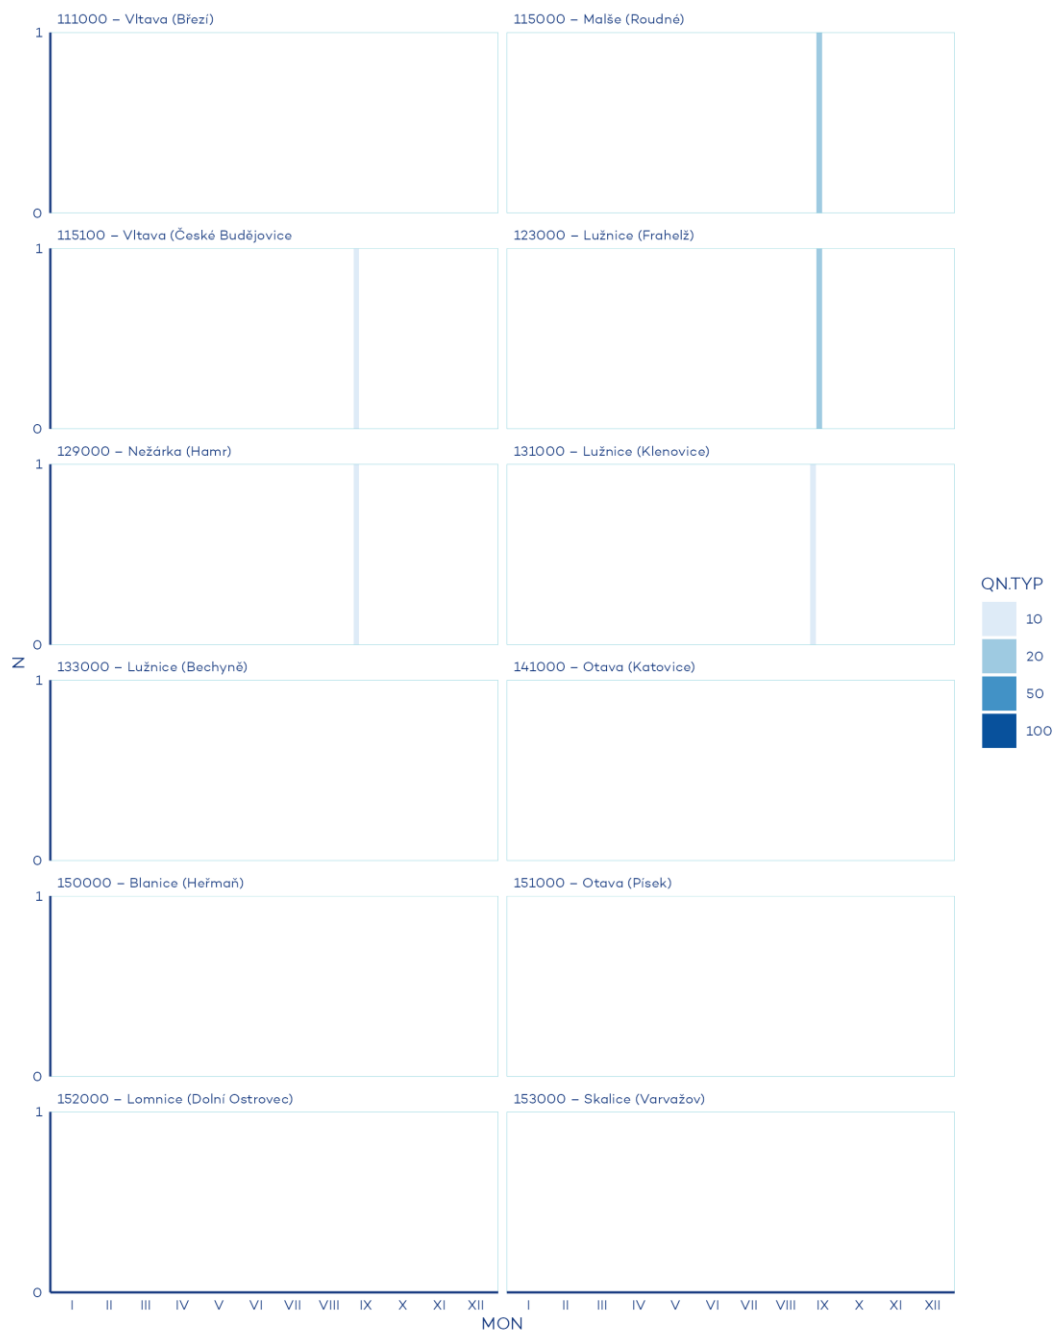 111000 – Vltava (Březí)
115000 – Malše (Roudné)
1
0
115100 – Vltava (České Budějovice
123000 – Lužnice (Frahelž)
1
0
129000 – Nežárka (Hamr)
131000 – Lužnice (Klenovice)
1
0
133000 – Lužnice (Bechyně)
141000 – Otava (Katovice)
1
0
150000 – Blanice (Heřmaň)
151000 – Otava (Písek)
1
0
152000 – Lomnice (Dolní Ostrovec)
153000 – Skalice (Varvažov)
1
0
I II III IV V VI VII VIII IX X XI XII
I II III IV V VI VII VIII IX X XI XII
MON
N
QN.TYP
10
20
50
100